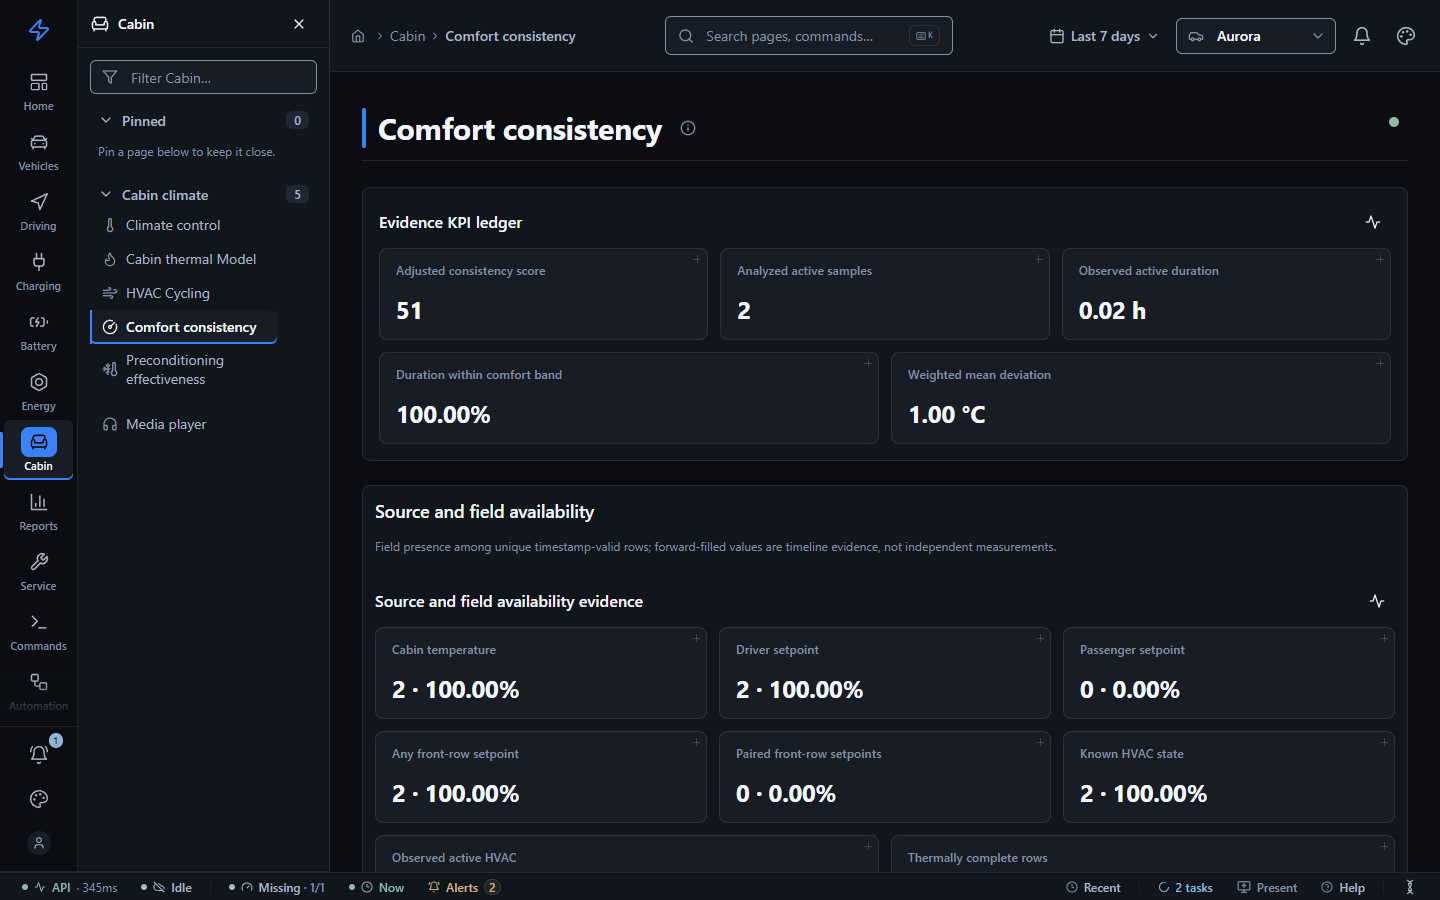 Home
Vehicles
Driving
Charging
Battery
Energy
Cabin
Reports
Service
Commands
Automation
1
Cabin
Filter Cabin...
Pinned
0
Pin a page below to keep it close.
Cabin climate
5
Climate control
Cabin thermal Model
HVAC Cycling
Comfort consistency
Preconditioning
effectiveness
Media player
Cabin
Comfort consistency
Search pages, commands...
K
Last 7 days
Aurora
Comfort consistency
Evidence KPI ledger
Adjusted consistency score
51
Analyzed active samples
2
Observed active duration
0.02 h
Duration within comfort band
100.00%
Weighted mean deviation
1.00 °C
Source and field availability
Field presence among unique timestamp-valid rows; forward-filled values are timeline evidence, not independent measurements.
Source and field availability evidence
Cabin temperature
2 · 100.00%
Driver setpoint
2 · 100.00%
Passenger setpoint
0 · 0.00%
Any front-row setpoint
2 · 100.00%
Paired front-row setpoints
0 · 0.00%
Known HVAC state
2 · 100.00%
Observed active HVAC
Thermally complete rows
API · 345ms
Idle
Missing · 1/1
Now
Alerts 2
Recent
2 tasks
Present
Help